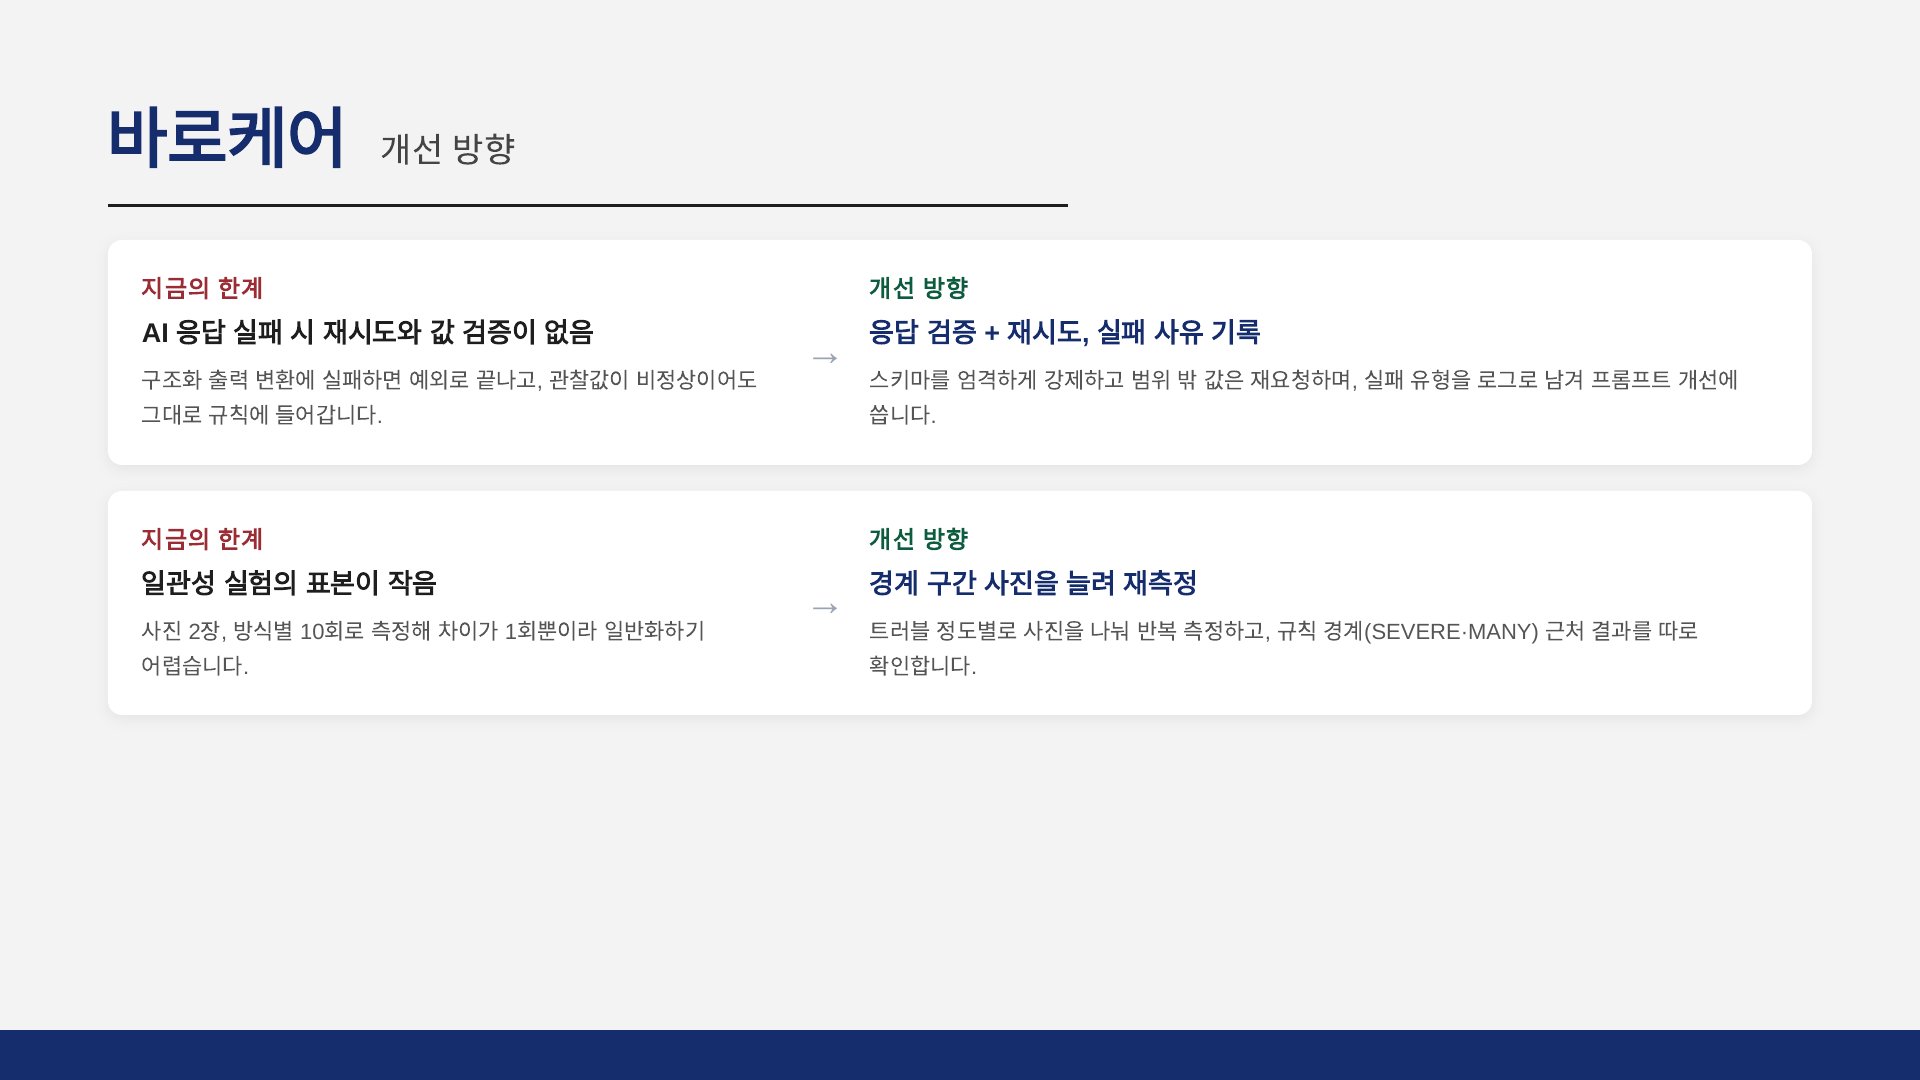 바로케어 개선 방향
지금의 한계
AI 응답 실패 시 재시도와 값 검증이 없음
구조화 출력 변환에 실패하면 예외로 끝나고, 관찰값이 비정상이어도
그대로 규칙에 들어갑니다.
→
개선 방향
응답 검증 + 재시도, 실패 사유 기록
스키마를 엄격하게 강제하고 범위 밖 값은 재요청하며, 실패 유형을 로그로 남겨 프롬프트 개선에
씁니다.
지금의 한계
일관성 실험의 표본이 작음
사진 2장, 방식별 10회로 측정해 차이가 1회뿐이라 일반화하기
어렵습니다.
→
개선 방향
경계 구간 사진을 늘려 재측정
트러블 정도별로 사진을 나눠 반복 측정하고, 규칙 경계(SEVERE·MANY) 근처 결과를 따로
확인합니다.